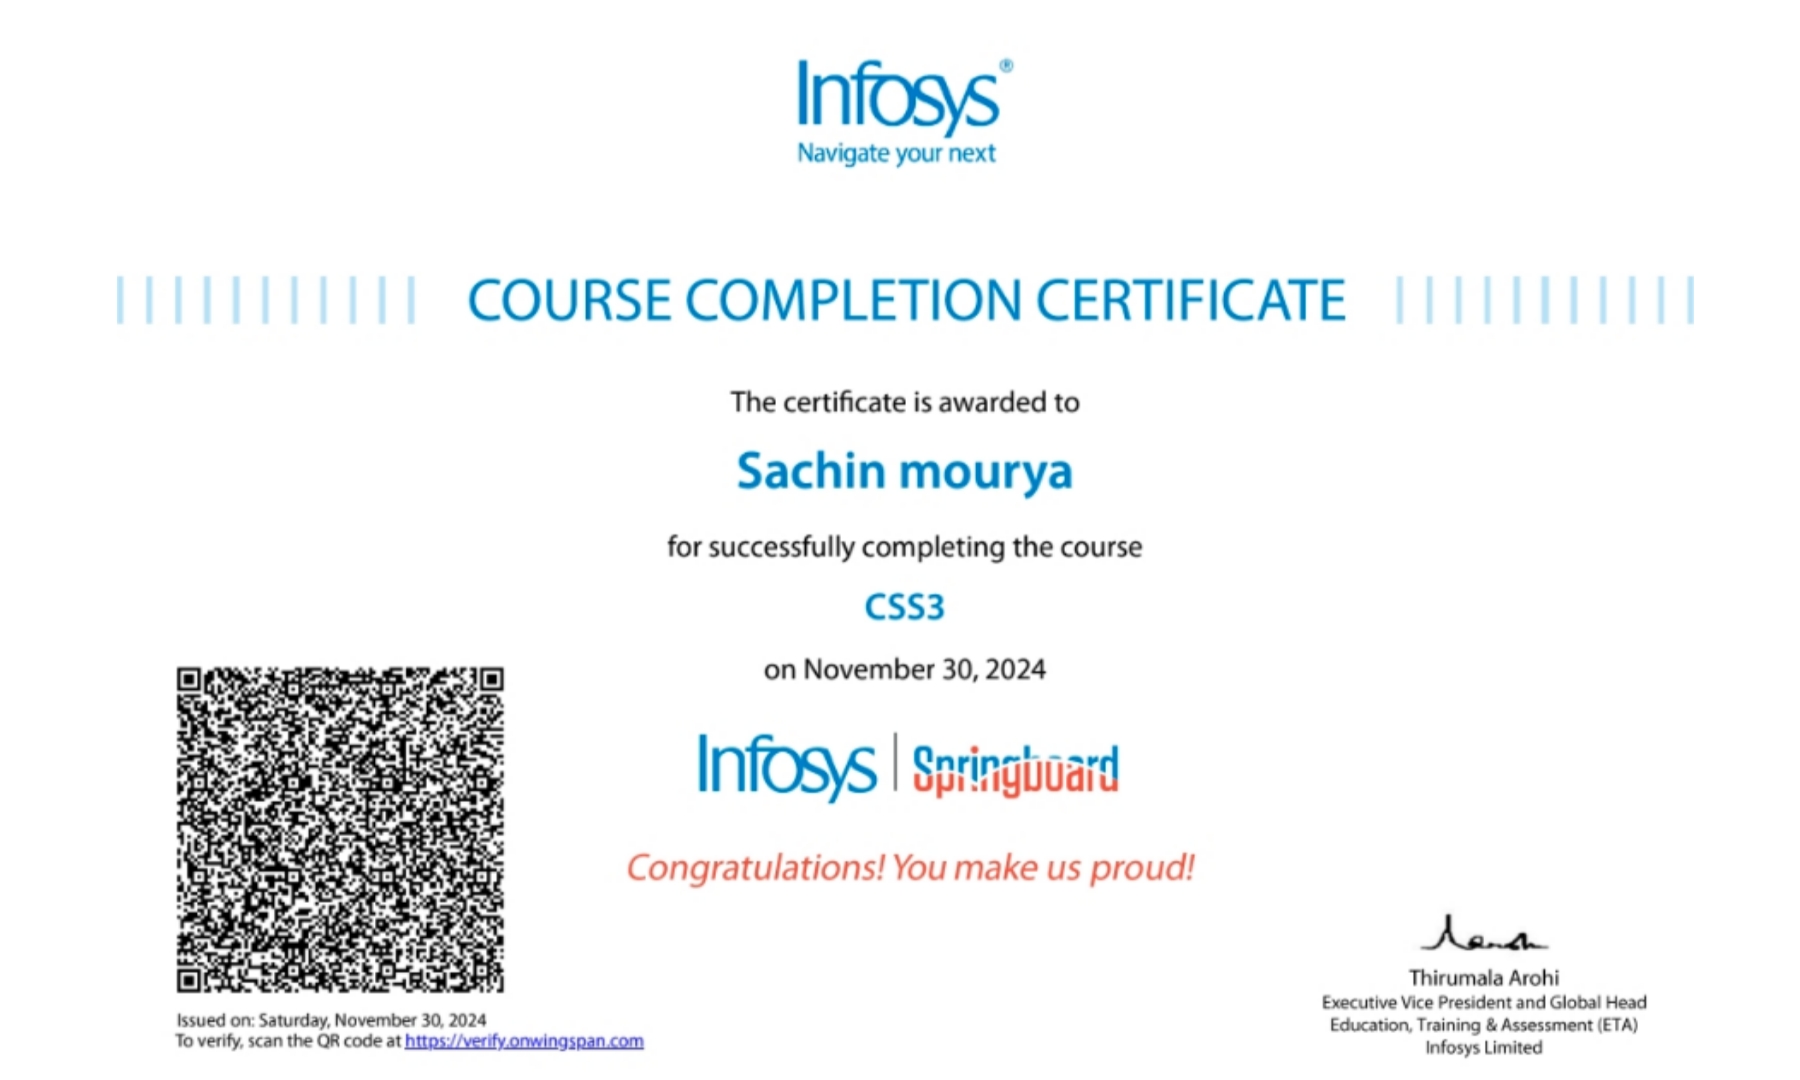 Infosys®
Navigate your next
COURSE COMPLETION CERTIFICATE
The certificate is awarded to
Sachin mourya
for successfully completing the course
CSS3
on November 30, 2024
Infosys | Springboard
Congratulations! You make us proud!
Issued on: Saturday, November 30, 2024
To verify, scan the QR code at https://verify.onwingspan.com
Thirumala Arohi
Executive Vice President and Global Head
Education, Training & Assessment (ETA)
Infosys Limited